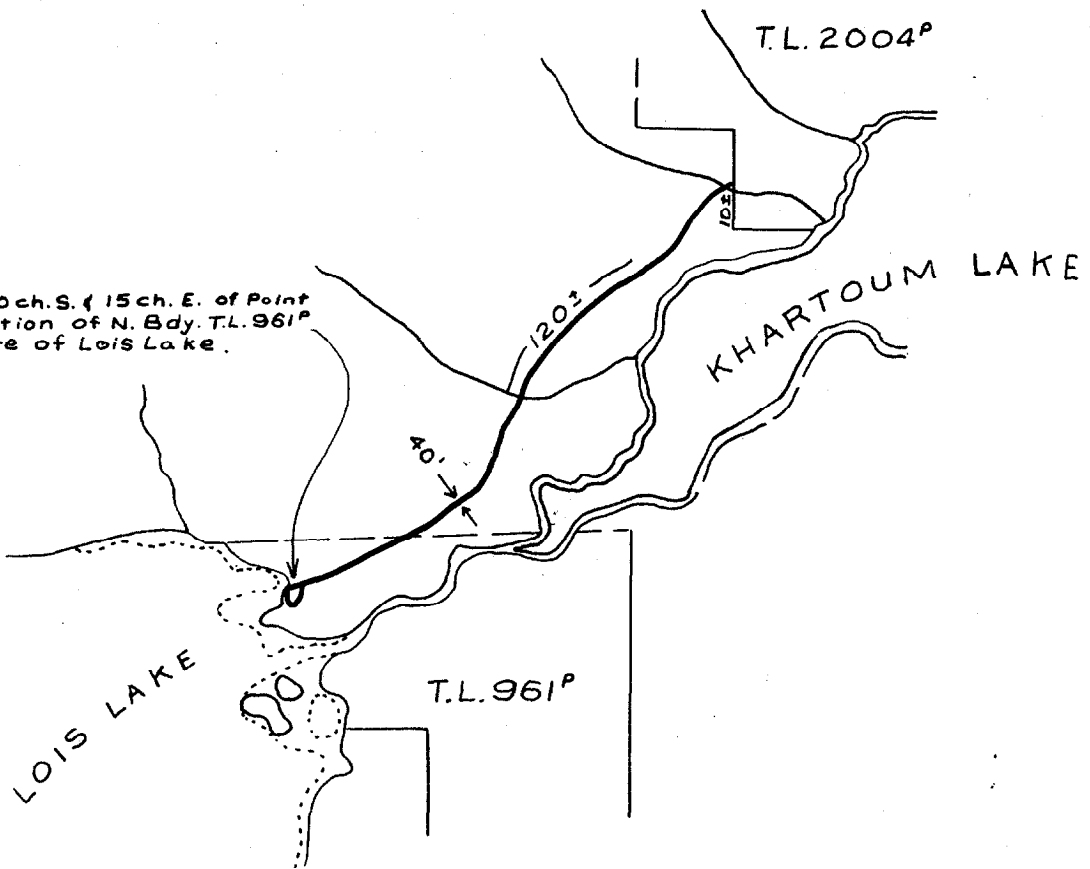 T.L. 2004ᴾ
10±
KHARTOUM LAKE
ch. S. & 15 ch. E. of Point
of N. Bdy. T.L. 961ᴾ
of Lois Lake.
120±
40'
T.L. 961ᴾ
LOIS LAKE